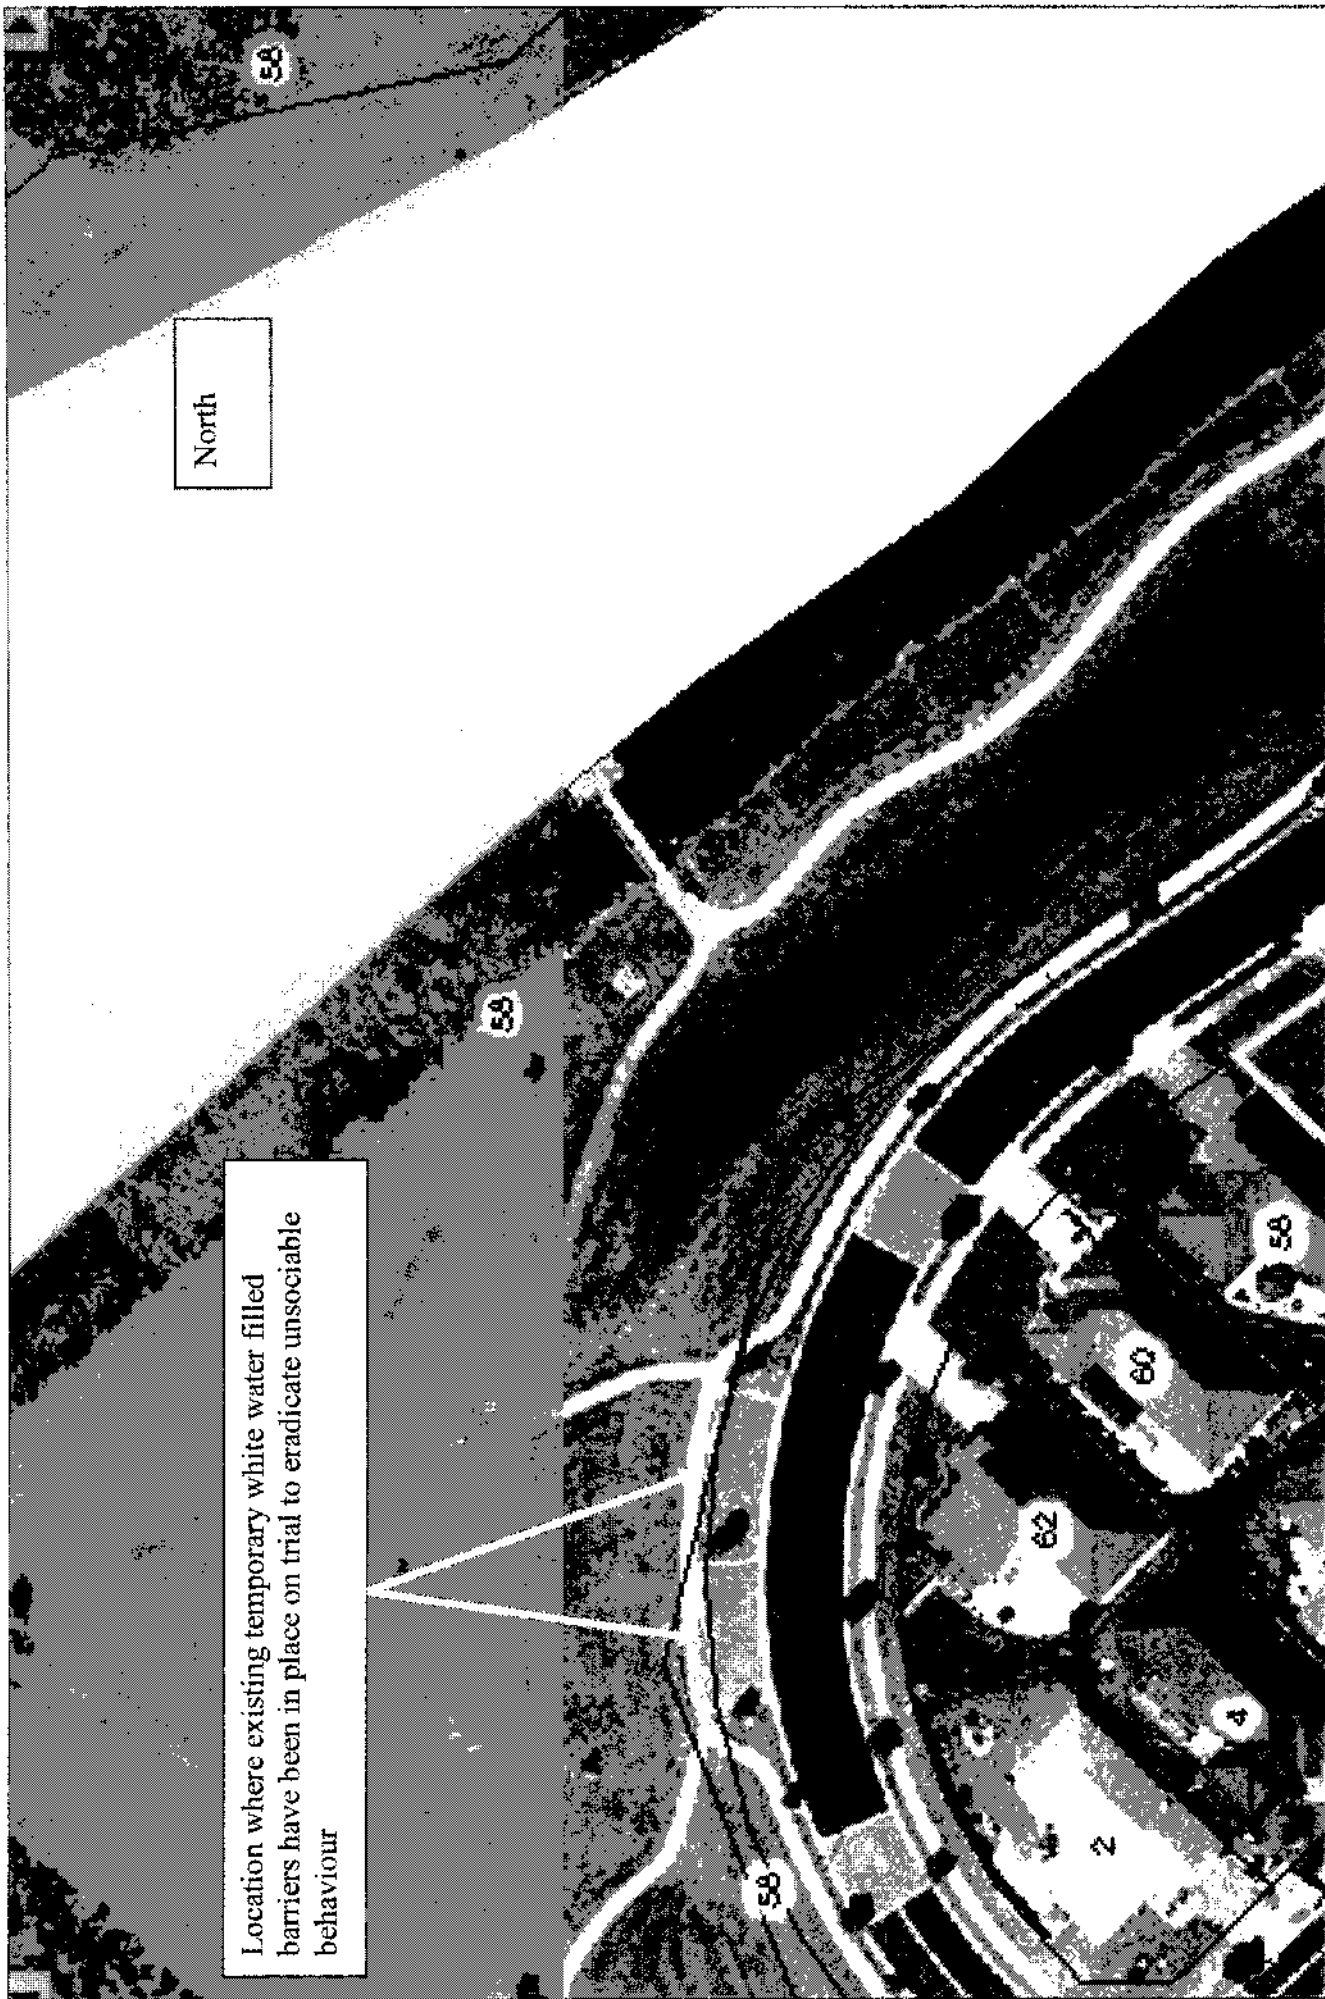 Location where existing temporary white water filled
barriers have been in place on trial to eradicate unsociable
behaviour
North
58
58
58
58
60
62
4
2